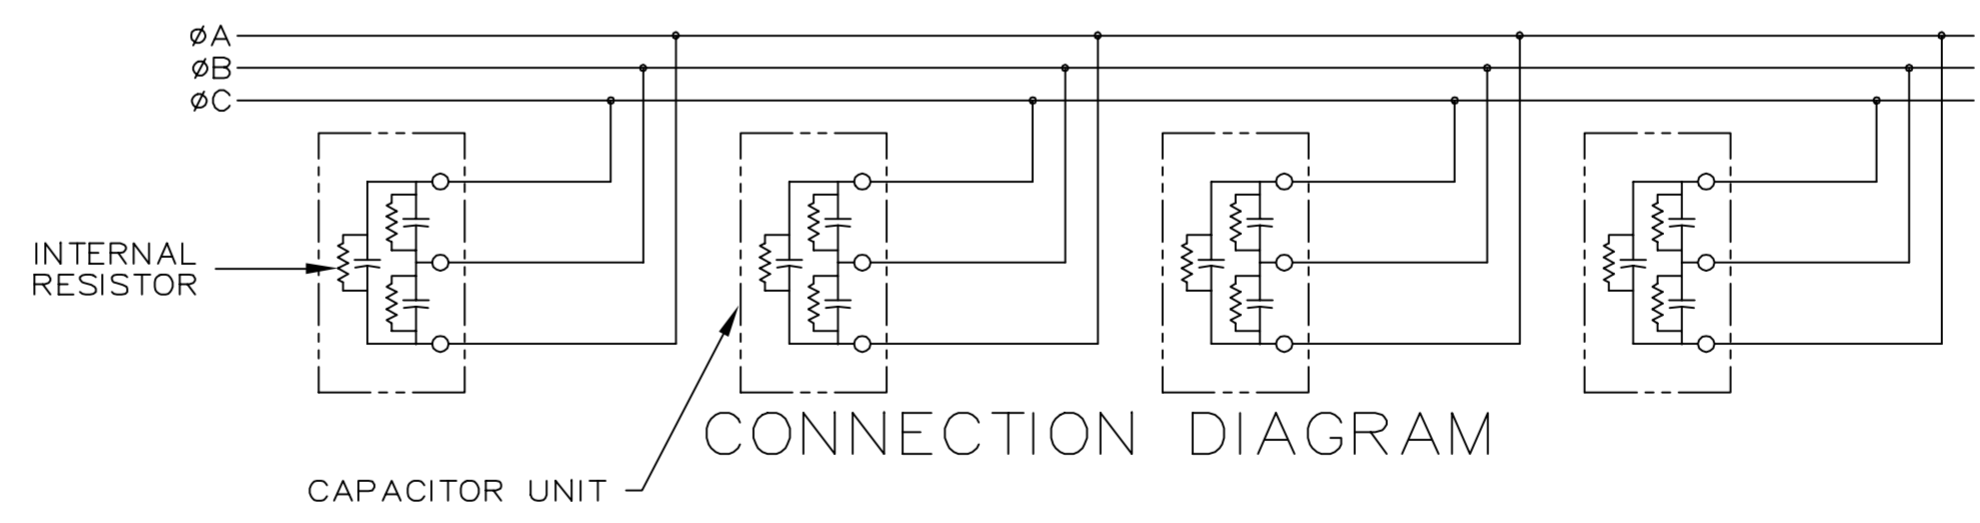 øA
øB
øC
INTERNAL
RESISTOR
CONNECTION DIAGRAM
CAPACITOR UNIT